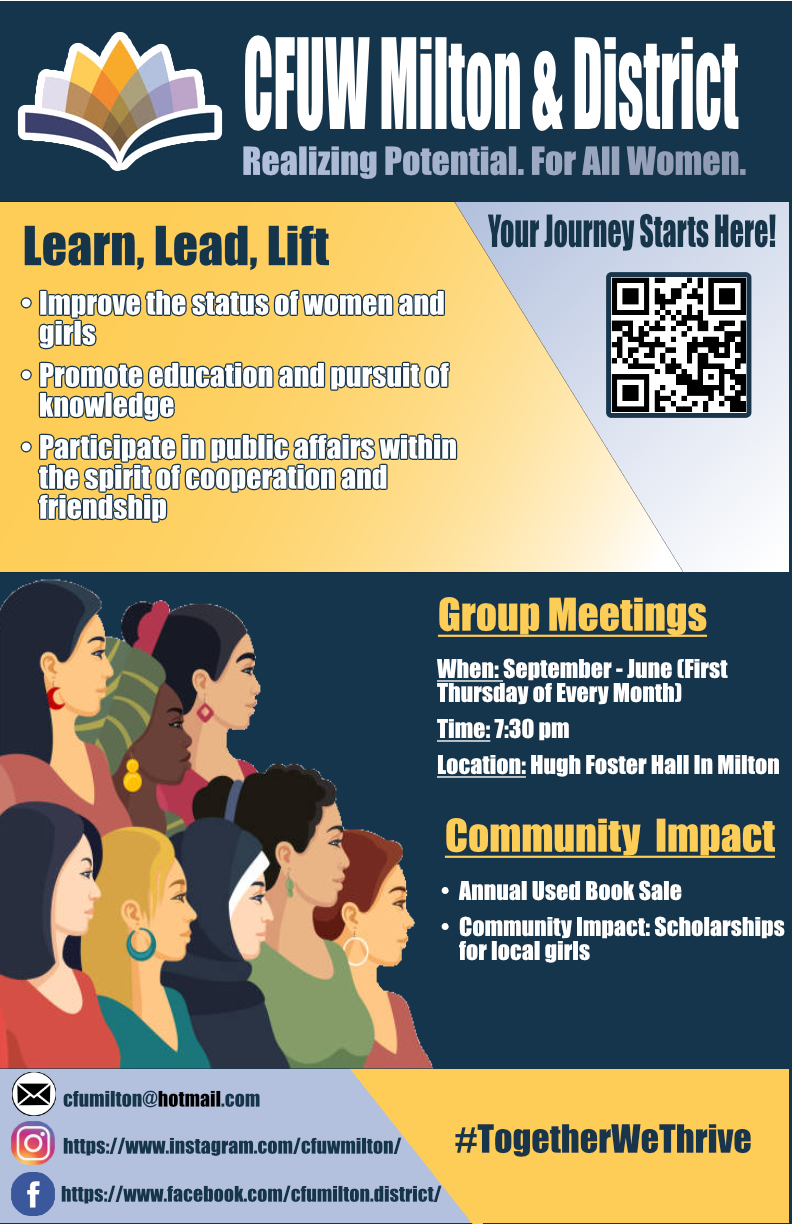 CFUW Milton & District
Realizing Potential. For All Women.
Learn, Lead, Lift
• Improve the status of women and
girls
• Promote education and pursuit of
knowledge
• Participate in public affairs within
the spirit of cooperation and
friendship
Your Journey Starts Here!
Group Meetings
When: September - June (First
Thursday of Every Month)
Time: 7:30 pm
Location: Hugh Foster Hall In Milton
Community Impact
• Annual Used Book Sale
• Community Impact: Scholarships
for local girls
cfumilton@hotmail.com
https://www.instagram.com/cfuwmilton/
https://www.facebook.com/cfumilton.district/
#TogetherWeThrive